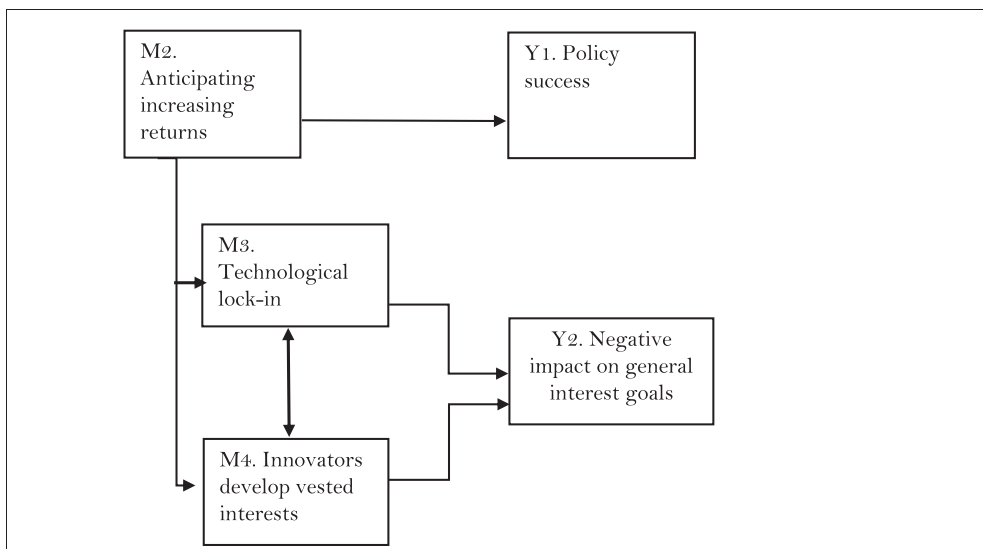 M2.
Anticipating
increasing
returns
Y1. Policy
success
M3.
Technological
lock-in
Y2. Negative
impact on general
interest goals
M4. Innovators
develop vested
interests